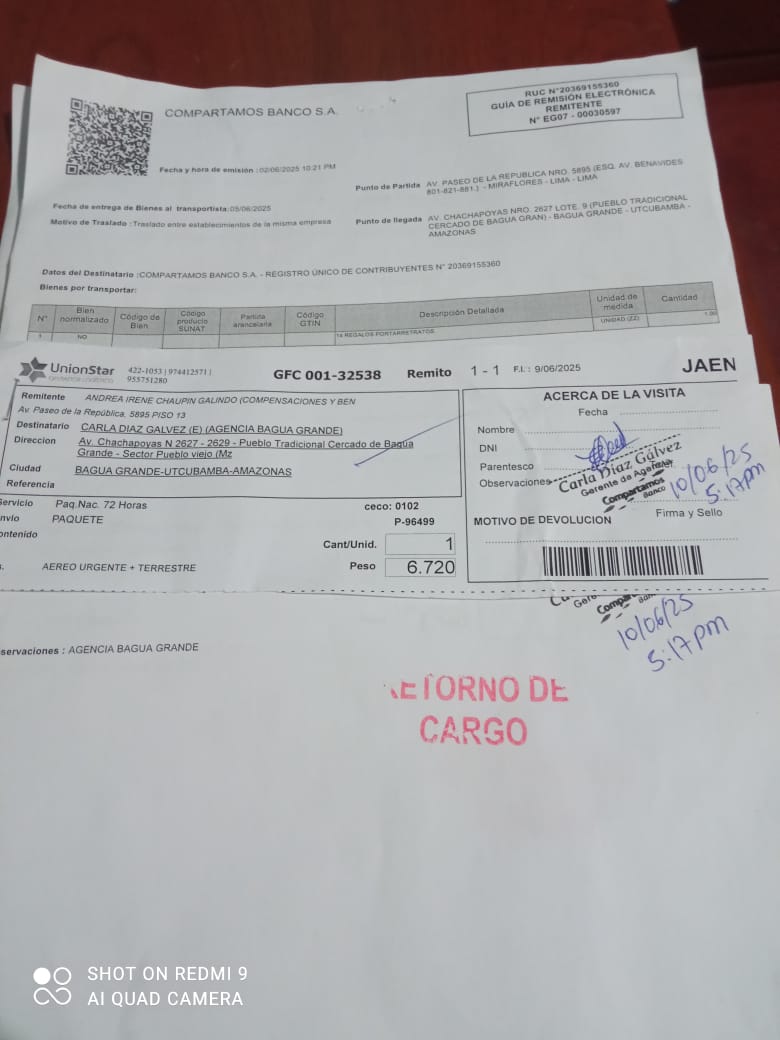 COMPARTAMOS BANCO S.A.
RUC N°20369155360
GUÍA DE REMISIÓN ELECTRÓNICA
REMITENTE
N° EG07 - 00030597
Fecha y hora de emisión : 02/06/2025 10:21 PM
Punto de Partida AV. PASEO DE LA REPUBLICA NRO. 5895 (ESQ. AV. BENAVIDES
801-821-881.) - MIRAFLORES - LIMA - LIMA
Fecha de entrega de Bienes al transportista:05/06/2025
Motivo de Traslado :Traslado entre establecimientos de la misma empresa
Punto de llegada AV. CHACHAPOYAS NRO. 2627 LOTE. 9 (PUEBLO TRADICIONAL
CERCADO DE BAGUA GRAN) - BAGUA GRANDE - UTCUBAMBA -
AMAZONAS
Datos del Destinatario :COMPARTAMOS BANCO S.A. - REGISTRO ÚNICO DE CONTRIBUYENTES N° 20369155360
Bienes por transportar:
N° Bien normalizado Código de Bien Código producto SUNAT Partida arancelaria Código GTIN Descripción Detallada Unidad de medida Cantidad
1 NO 14 REGALOS PORTARRETRATOS UNIDAD (ZZ) 1.00
UnionStar 422-1053 | 974412571 |
955751280
GFC 001-32538 Remito 1 - 1 F.I.: 9/06/2025 JAEN
Remitente ANDREA IRENE CHAUPIN GALINDO (COMPENSACIONES Y BEN
Av. Paseo de la República, 5895 PISO 13
Destinatario CARLA DIAZ GALVEZ (E) (AGENCIA BAGUA GRANDE)
Direccion Av. Chachapoyas N 2627 - 2629 - Pueblo Tradicional Cercado de Bagua
Grande - Sector Pueblo viejo (Mz
Ciudad BAGUA GRANDE-UTCUBAMBA-AMAZONAS
Referencia
ervicio Paq.Nac. 72 Horas ceco: 0102
nvío PAQUETE P-96499
ontenido
Cant/Unid. 1
Peso 6.720
s. AEREO URGENTE + TERRESTRE
ACERCA DE LA VISITA
Fecha
Nombre
DNI
Parentesco
Observaciones
Carla Díaz Gálvez
Gerente de Agencia
Compartamos
Banco
10/06/25
5:17pm
Firma y Sello
MOTIVO DE DEVOLUCION
Compar
10/06/25
5:17pm
servaciones : AGENCIA BAGUA GRANDE
ETORNO DE
CARGO
SHOT ON REDMI 9
AI QUAD CAMERA